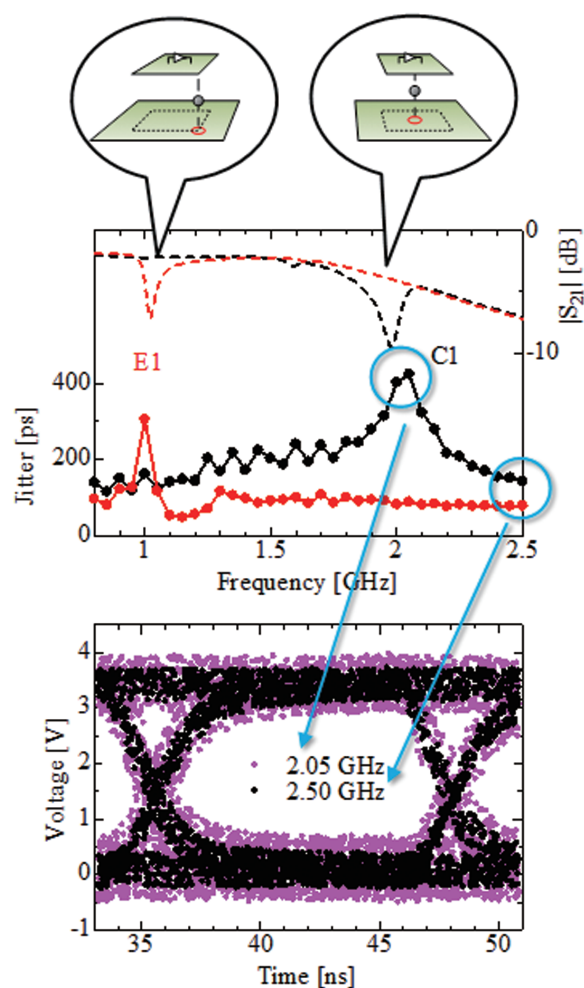 0
|S21| [dB]
-10
E1
C1
400
200
0
Jitter [ps]
1
1.5
2
2.5
Frequency [GHz]
4
3
2
1
0
-1
Voltage [V]
2.05 GHz
2.50 GHz
35
40
45
50
Time [ns]